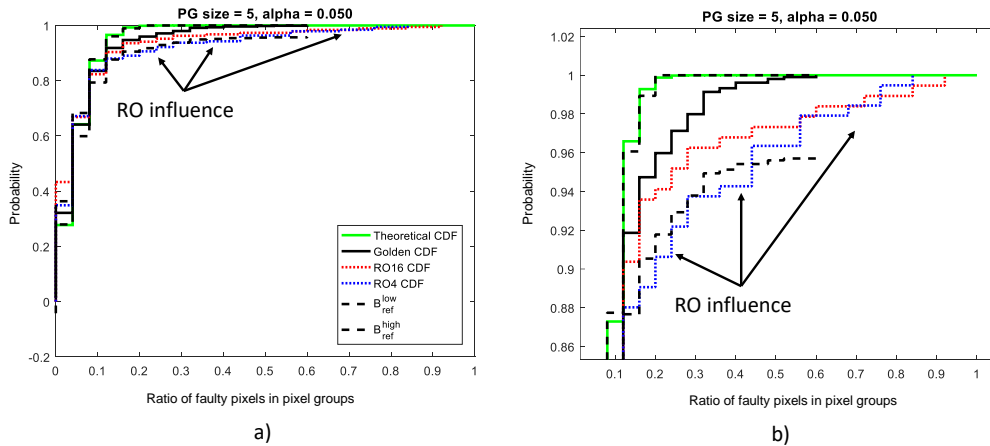 PG size = 5, alpha = 0.050
1
0.8
0.6
0.4
0.2
0
-0.2
Probability
RO influence
Theoretical CDF
Golden CDF
RO16 CDF
RO4 CDF
B_ref^low
B_ref^high
0 0.1 0.2 0.3 0.4 0.5 0.6 0.7 0.8 0.9 1
Ratio of faulty pixels in pixel groups
a)
PG size = 5, alpha = 0.050
1.02
1
0.98
0.96
0.94
0.92
0.9
0.88
0.86
Probability
RO influence
0.1 0.2 0.3 0.4 0.5 0.6 0.7 0.8 0.9 1
Ratio of faulty pixels in pixel groups
b)